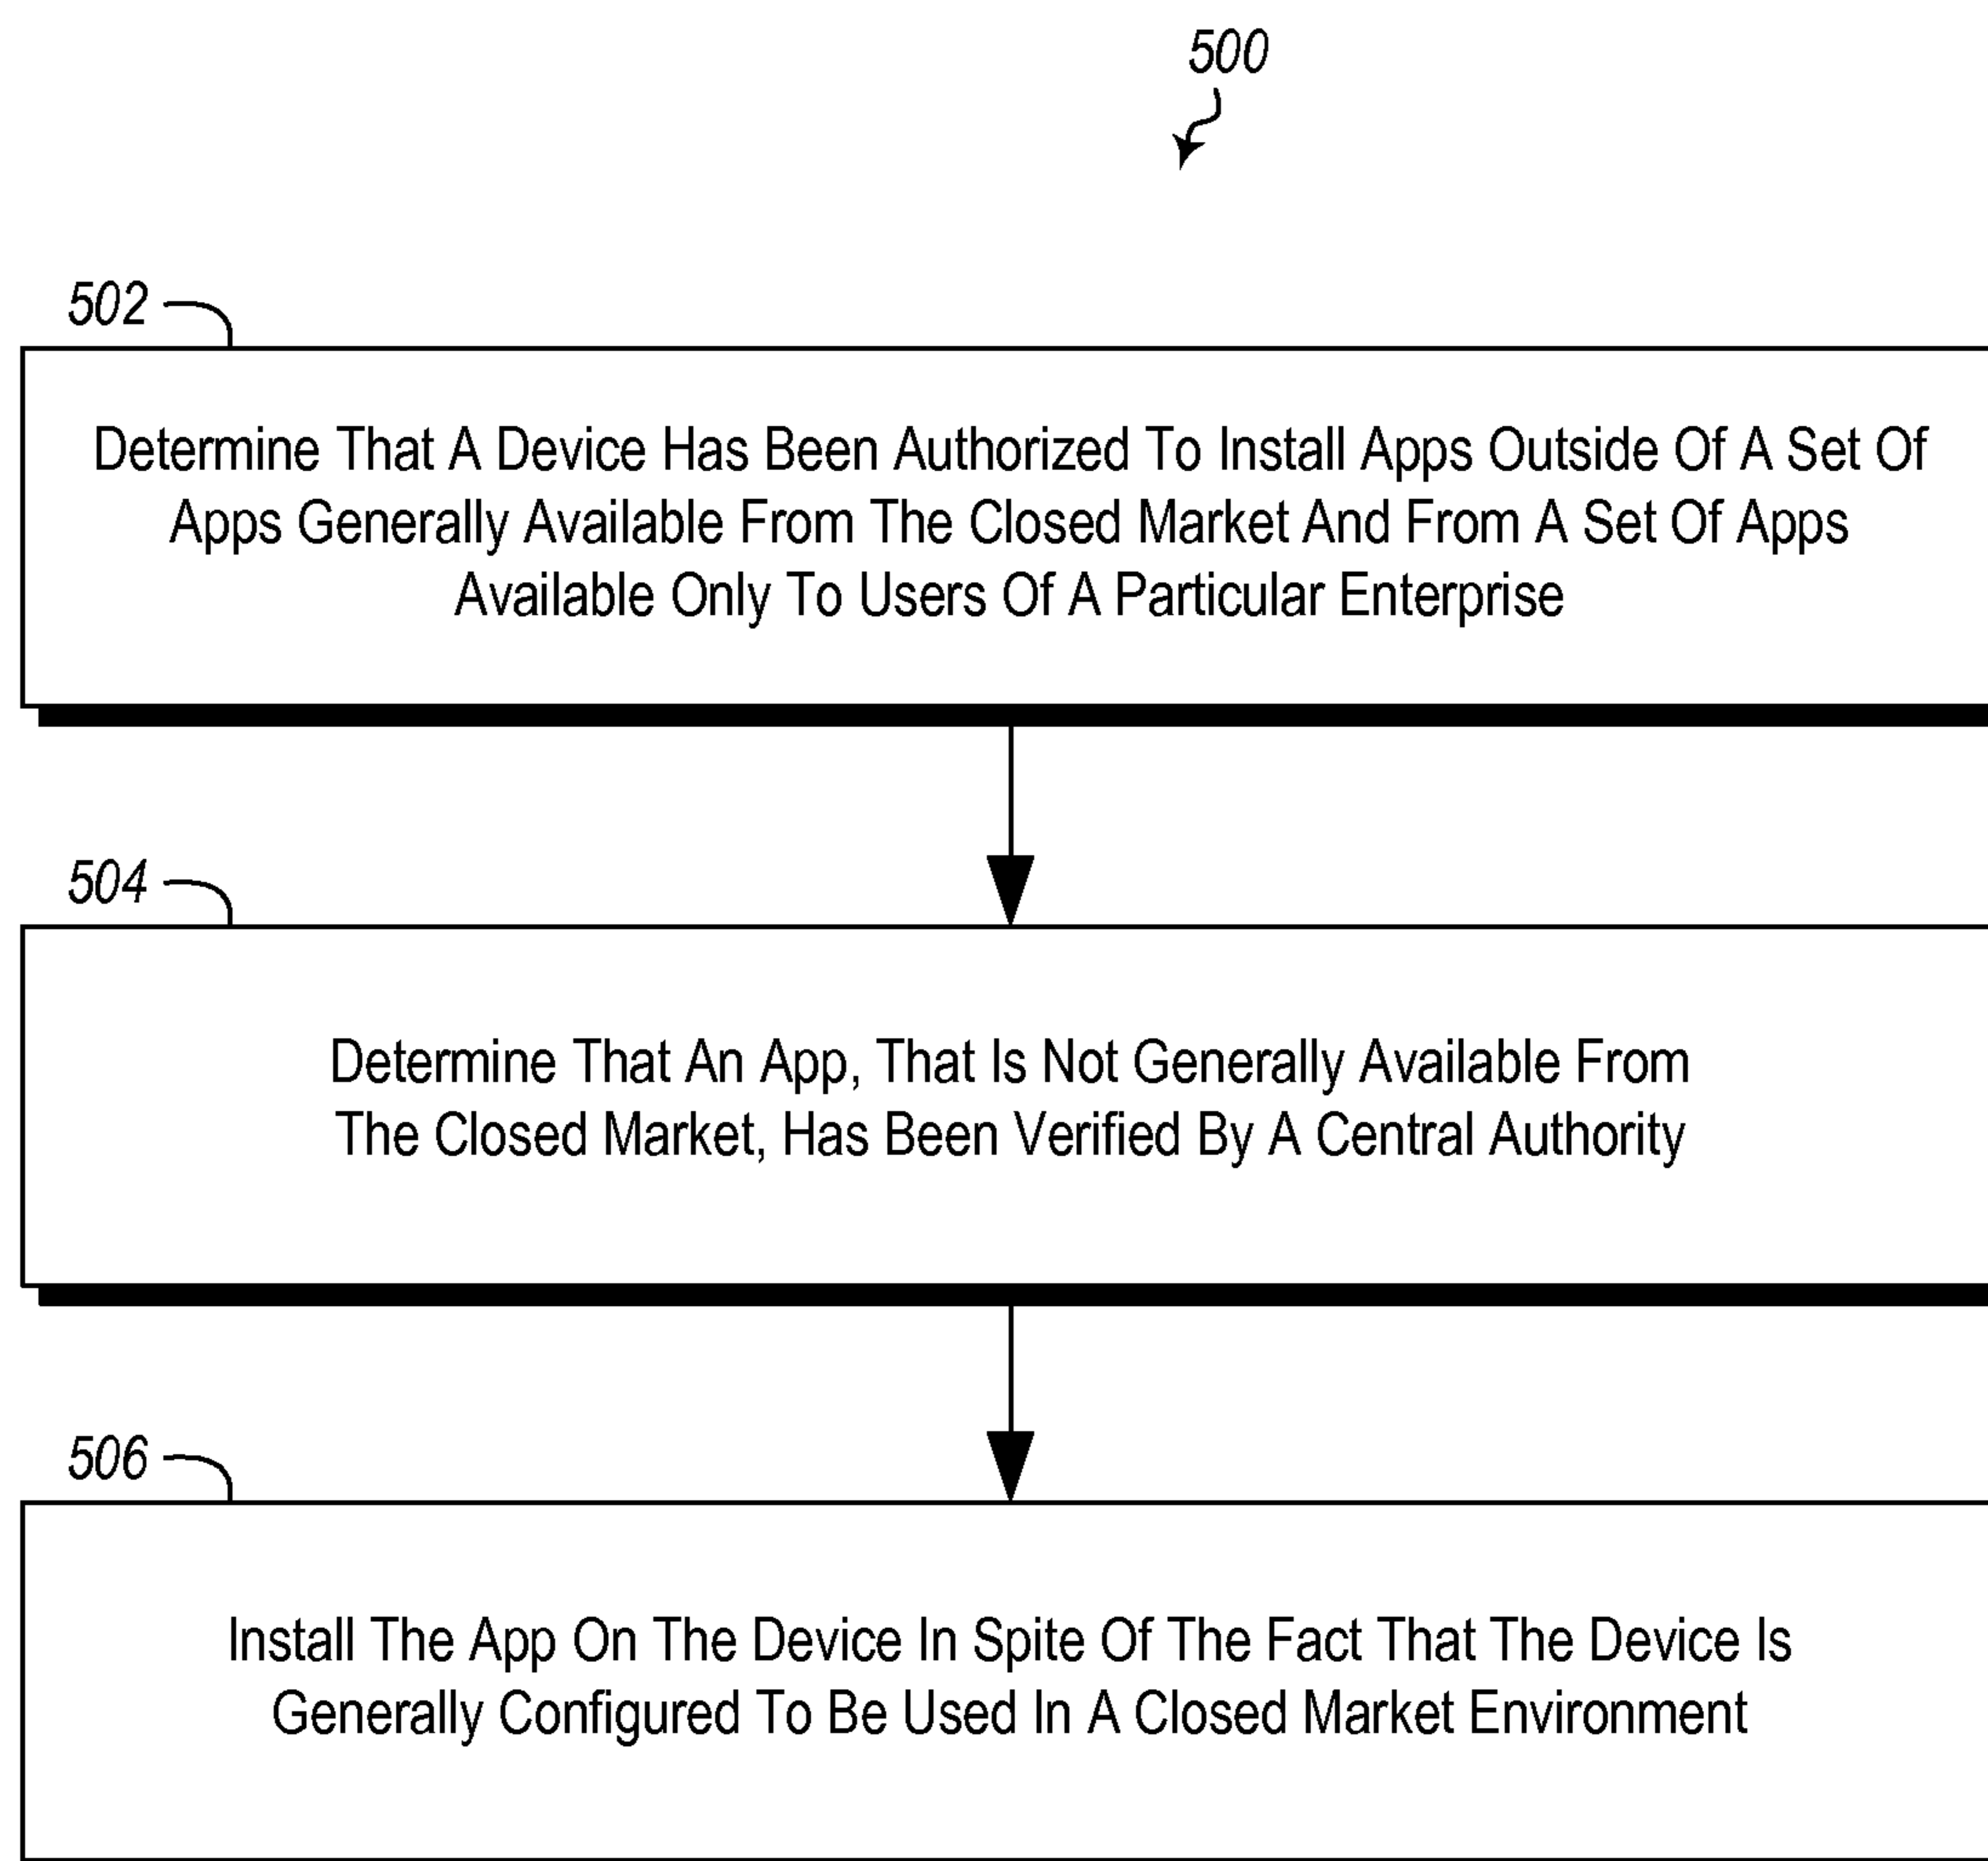 500
502
Determine That A Device Has Been Authorized To Install Apps Outside Of A Set Of
Apps Generally Available From The Closed Market And From A Set Of Apps
Available Only To Users Of A Particular Enterprise
504
Determine That An App, That Is Not Generally Available From
The Closed Market, Has Been Verified By A Central Authority
506
Install The App On The Device In Spite Of The Fact That The Device Is
Generally Configured To Be Used In A Closed Market Environment